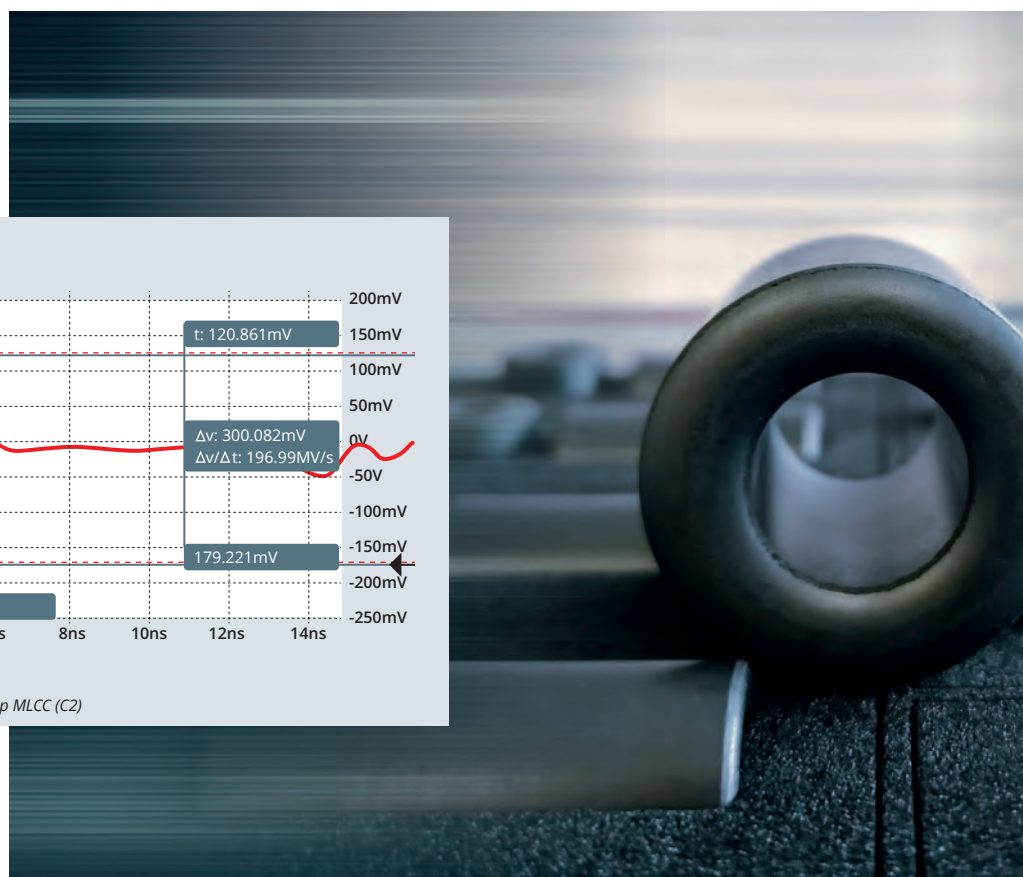 200mV
t: 120.861mV
150mV
100mV
50mV
Δv: 300.082mV
0V
Δv/Δt: 196.99MV/s
-50V
-100mV
-150mV
179.221mV
-200mV
-250mV
s 8ns 10ns 12ns 14ns
p MLCC (C2)